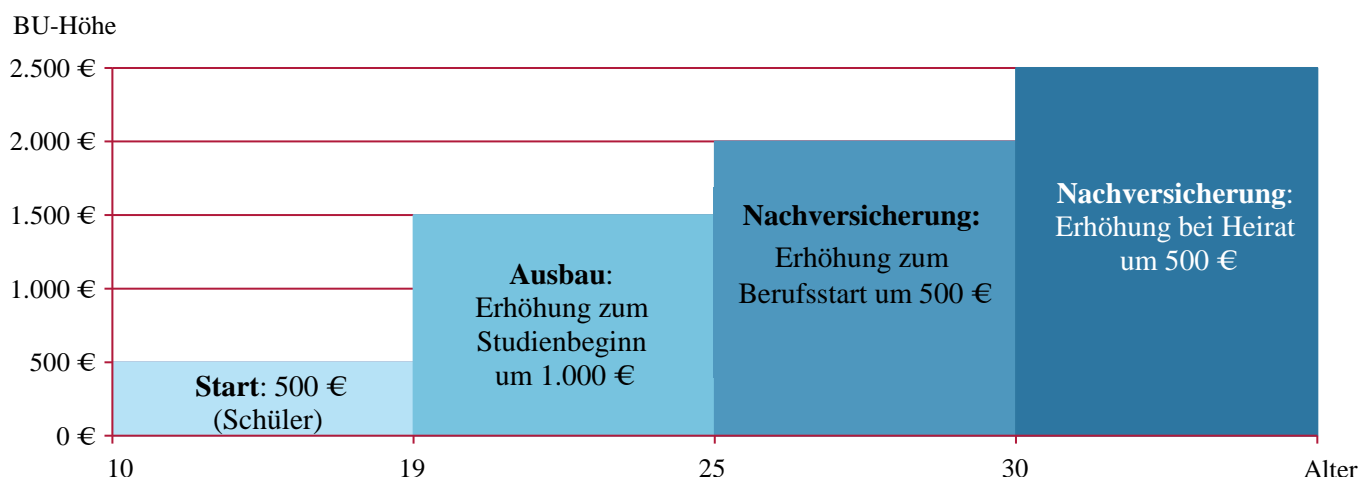 BU-Höhe
2.500 €
2.000 €
1.500 €
1.000 €
500 €
0 €
Start: 500 €
(Schüler)
Ausbau:
Erhöhung zum
Studienbeginn
um 1.000 €
Nachversicherung:
Erhöhung zum
Berufsstart um 500 €
Nachversicherung:
Erhöhung bei Heirat
um 500 €
10
19
25
30
Alter